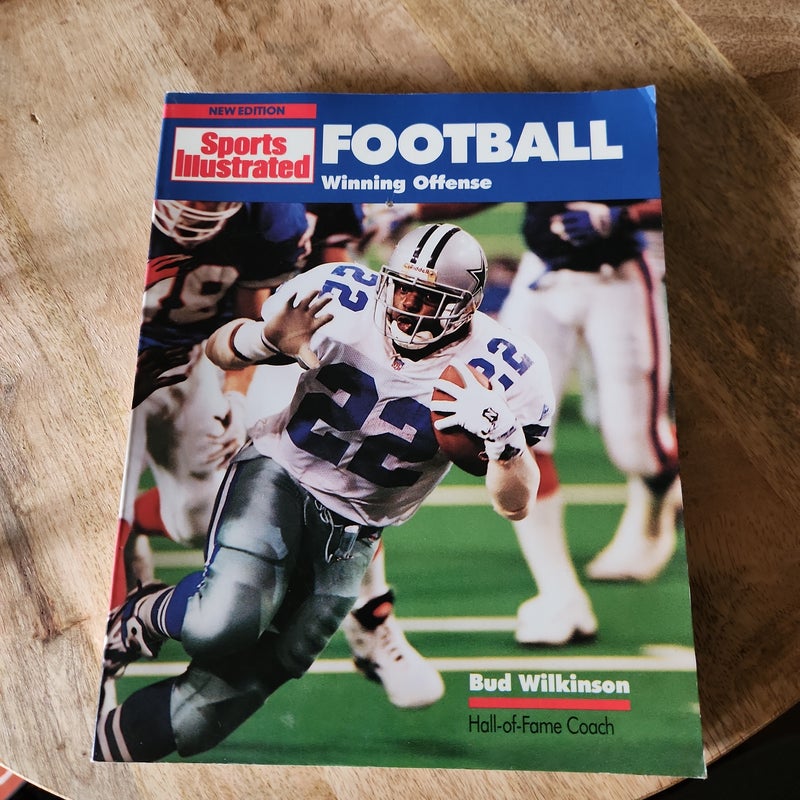 NEW EDITION
Sports
Illustrated
FOOTBALL
Winning Offense
22
22
22
Bud Wilkinson
Hall-of-Fame Coach